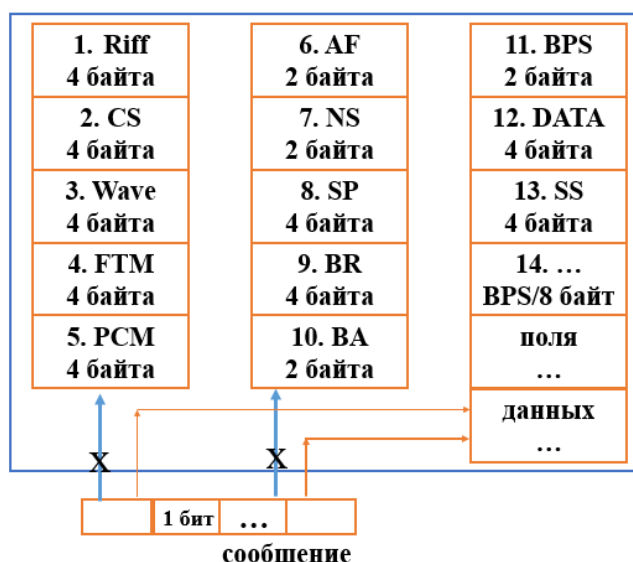 1. Riff
4 байта
2. CS
4 байта
3. Wave
4 байта
4. FTM
4 байта
5. PCM
4 байта
6. AF
2 байта
7. NS
2 байта
8. SP
4 байта
9. BR
4 байта
10. BA
2 байта
11. BPS
2 байта
12. DATA
4 байта
13. SS
4 байта
14. ...
BPS/8 байт
поля
...
данных
...
X
X
1 бит
...
сообшение